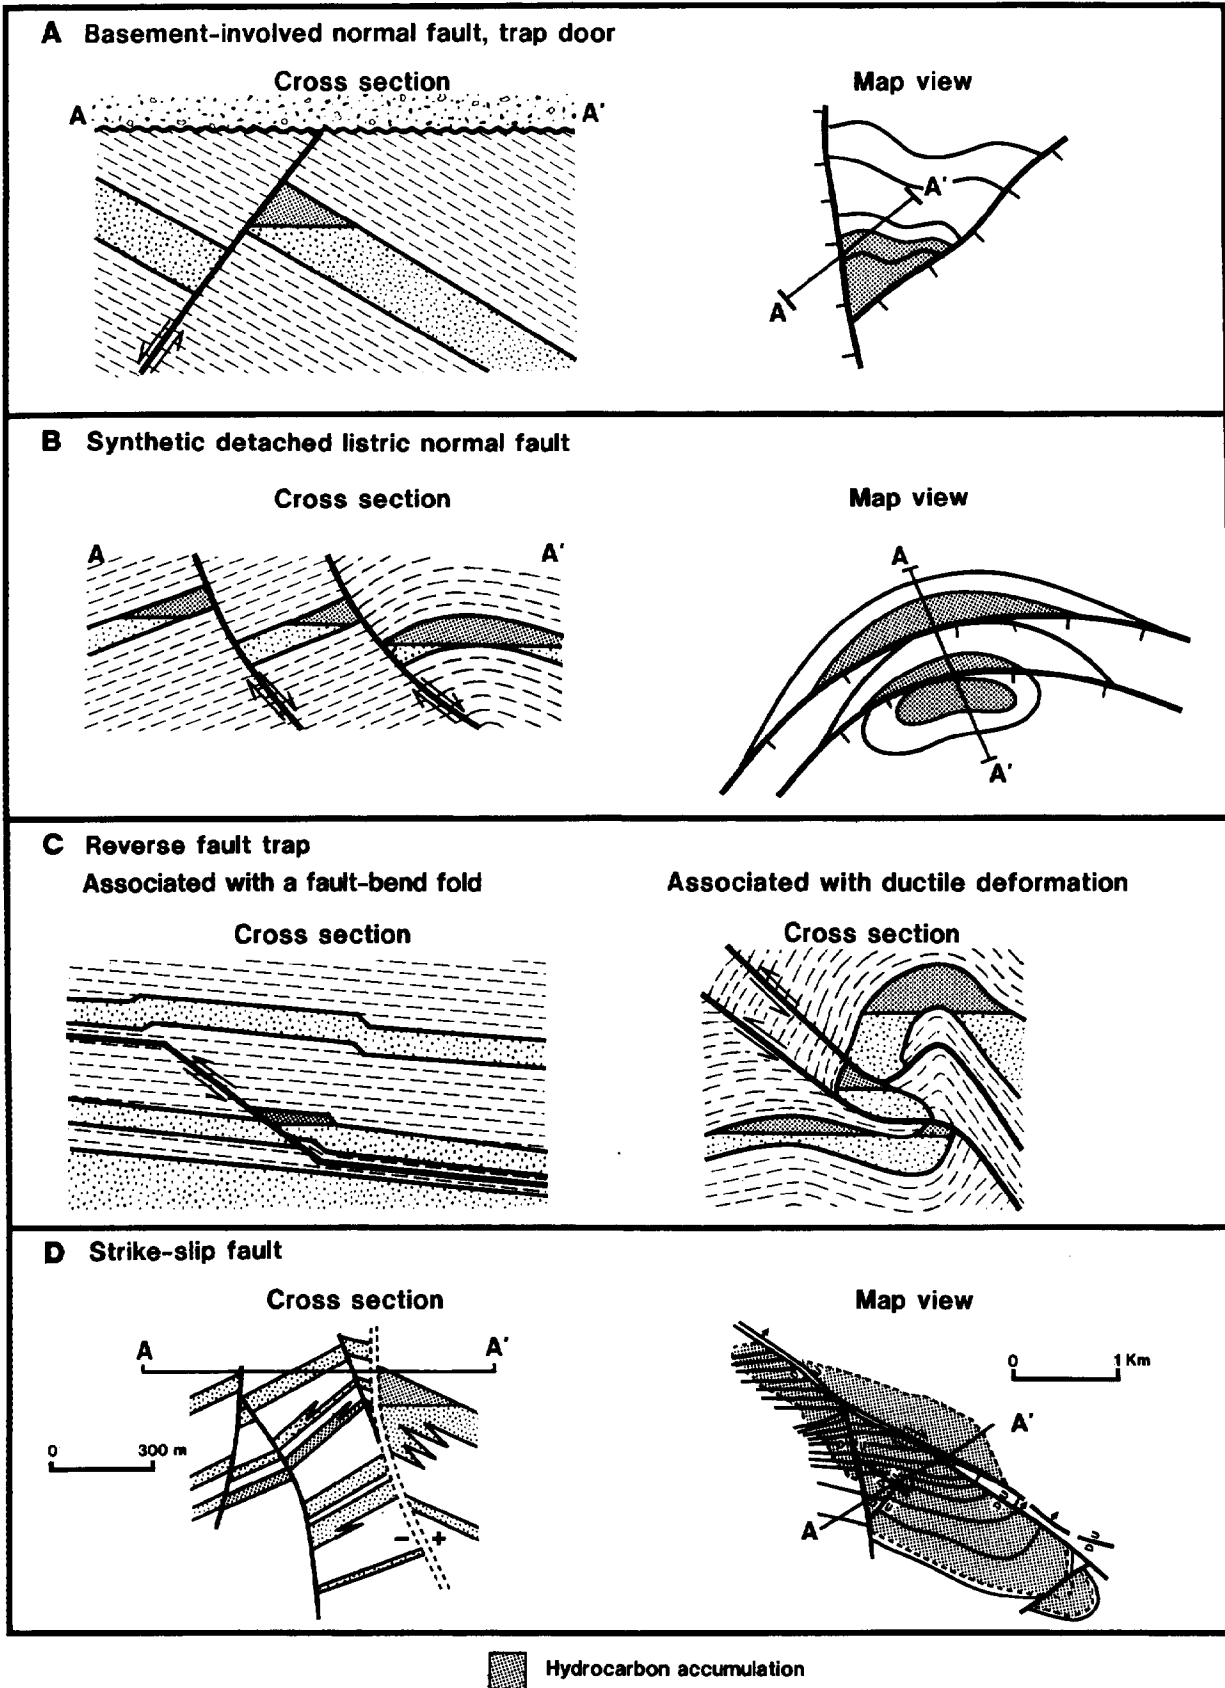 A Basement-involved normal fault, trap door
Cross section
Map view
A
A'
A'
A
B Synthetic detached listric normal fault
Cross section
Map view
A
A'
A
A'
C Reverse fault trap
Associated with a fault-bend fold
Associated with ductile deformation
Cross section
Cross section
D Strike-slip fault
Cross section
Map view
A
A'
0 1 Km
A'
0 300 m
A
- +
U
D
Hydrocarbon accumulation